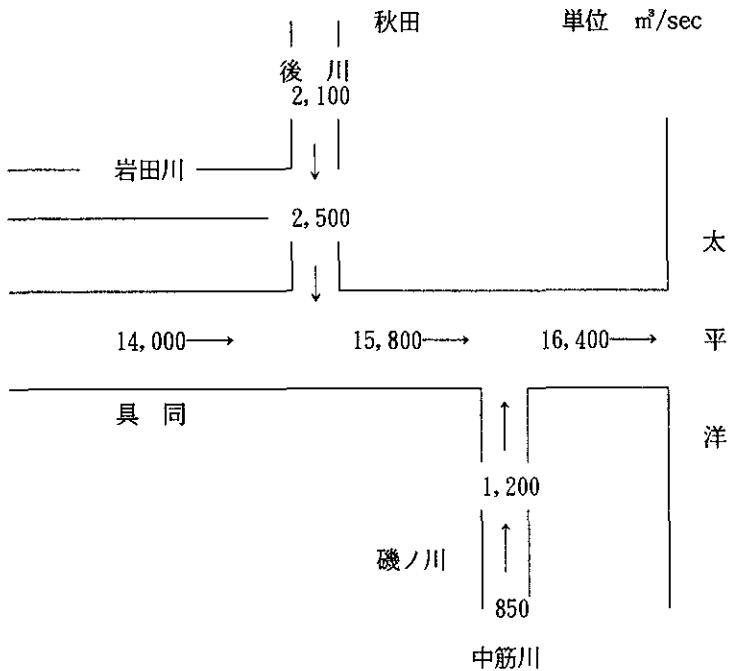 秋田 単位 m³/sec
後川
2,100
岩田川
2,500
太平洋
14,000 15,800 16,400
具同
1,200
磯ノ川
850
中筋川